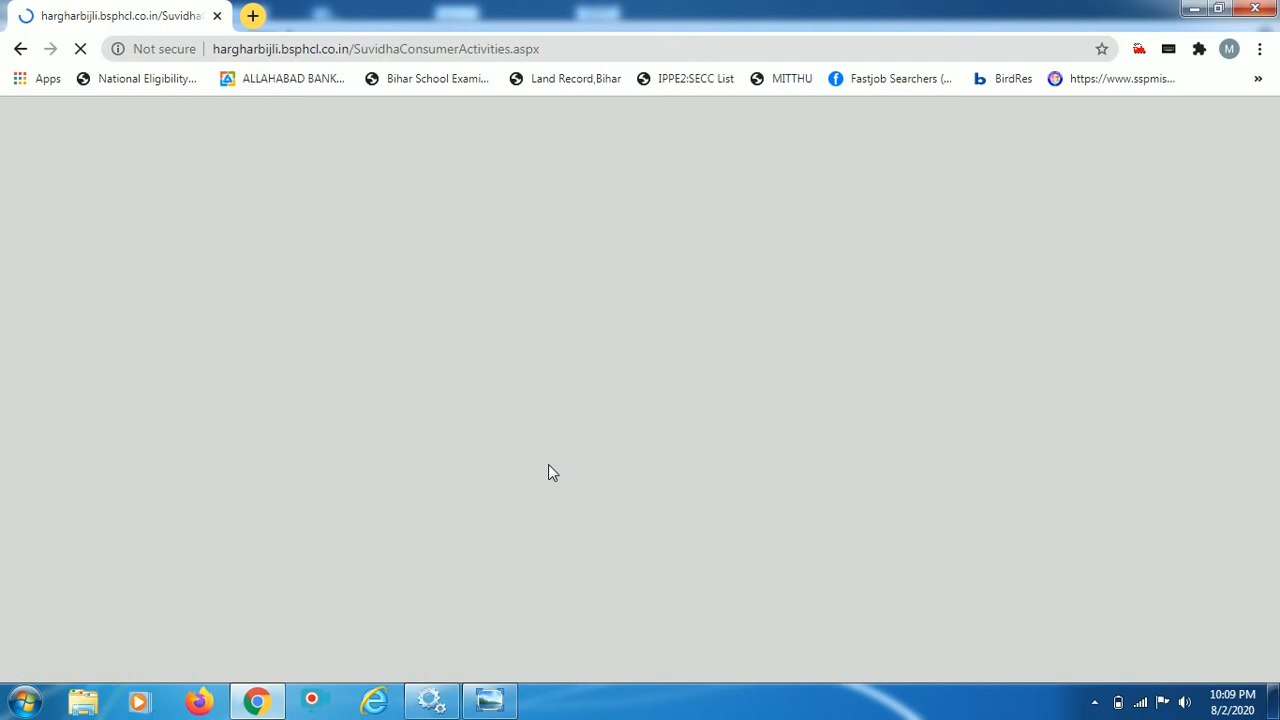 hargharbijli.bsphcl.co.in/Suvidha
Not secure hargharbijli.bsphcl.co.in/SuvidhaConsumerActivities.aspx M
Apps National Eligibility... ALLAHABAD BANK... Bihar School Exami... Land Record,Bihar IPPE2:SECC List MITTHU Fastjob Searchers (... BirdRes https://www.sspmis... »
10:09 PM
8/2/2020